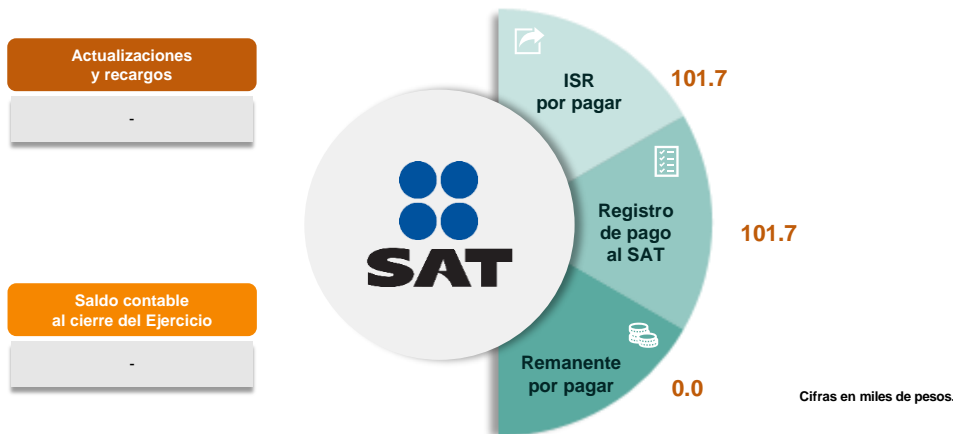 Actualizaciones
y recargos
-
Saldo contable
al cierre del Ejercicio
-
SAT
ISR
por pagar
101.7
Registro
de pago
al SAT
101.7
Remanente
por pagar
0.0
Cifras en miles de pesos.